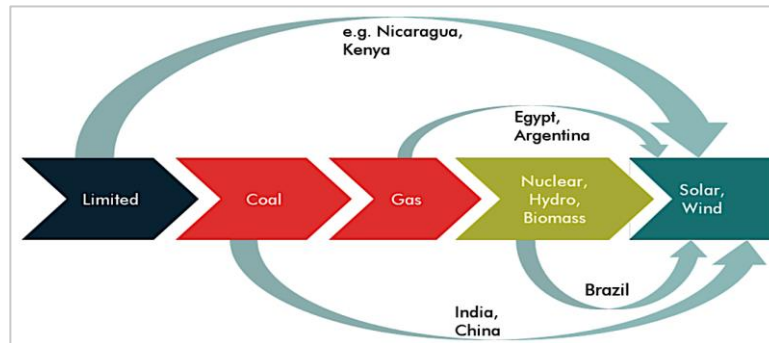 e.g. Nicaragua,
Kenya
Egypt,
Argentina
Limited
Coal
Gas
Nuclear,
Hydro,
Biomass
Solar,
Wind
Brazil
India,
China